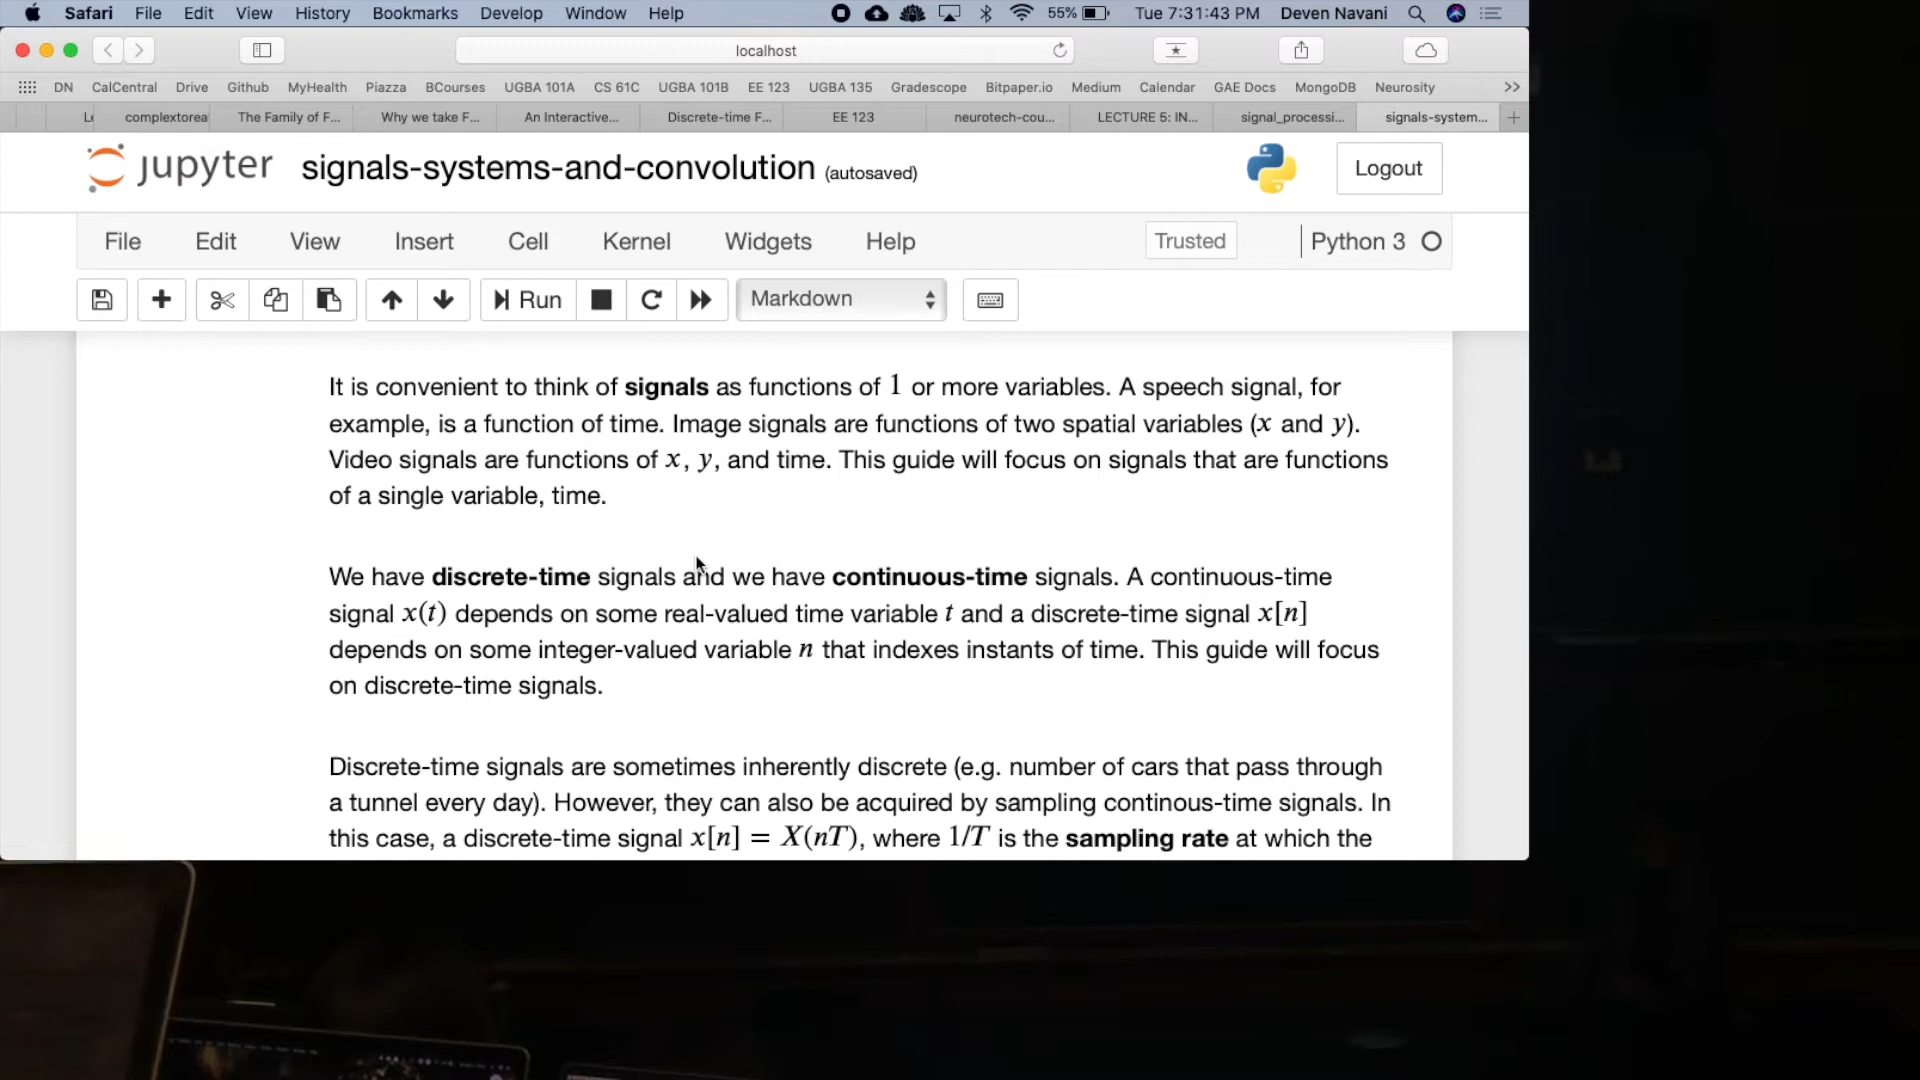 Safari File Edit View History Bookmarks Develop Window Help 55% Tue 7:31:43 PM Deven Navani
localhost
DN CalCentral Drive Github MyHealth Piazza BCourses UGBA 101A CS 61C UGBA 101B EE 123 UGBA 135 Gradescope Bitpaper.io Medium Calendar GAE Docs MongoDB Neurosity >>
complextorea The Family of F... Why we take F... An Interactive... Discrete-time F... EE 123 neurotech-cou... LECTURE 5: IN... signal_processi... signals-system...
jupyter signals-systems-and-convolution (autosaved) Logout
File Edit View Insert Cell Kernel Widgets Help Trusted Python 3
Run Markdown
It is convenient to think of signals as functions of 1 or more variables. A speech signal, for
example, is a function of time. Image signals are functions of two spatial variables (x and y).
Video signals are functions of x, y, and time. This guide will focus on signals that are functions
of a single variable, time.
We have discrete-time signals and we have continuous-time signals. A continuous-time
signal x(t) depends on some real-valued time variable t and a discrete-time signal x[n]
depends on some integer-valued variable n that indexes instants of time. This guide will focus
on discrete-time signals.
Discrete-time signals are sometimes inherently discrete (e.g. number of cars that pass through
a tunnel every day). However, they can also be acquired by sampling continous-time signals. In
this case, a discrete-time signal x[n] = X(nT), where 1/T is the sampling rate at which the